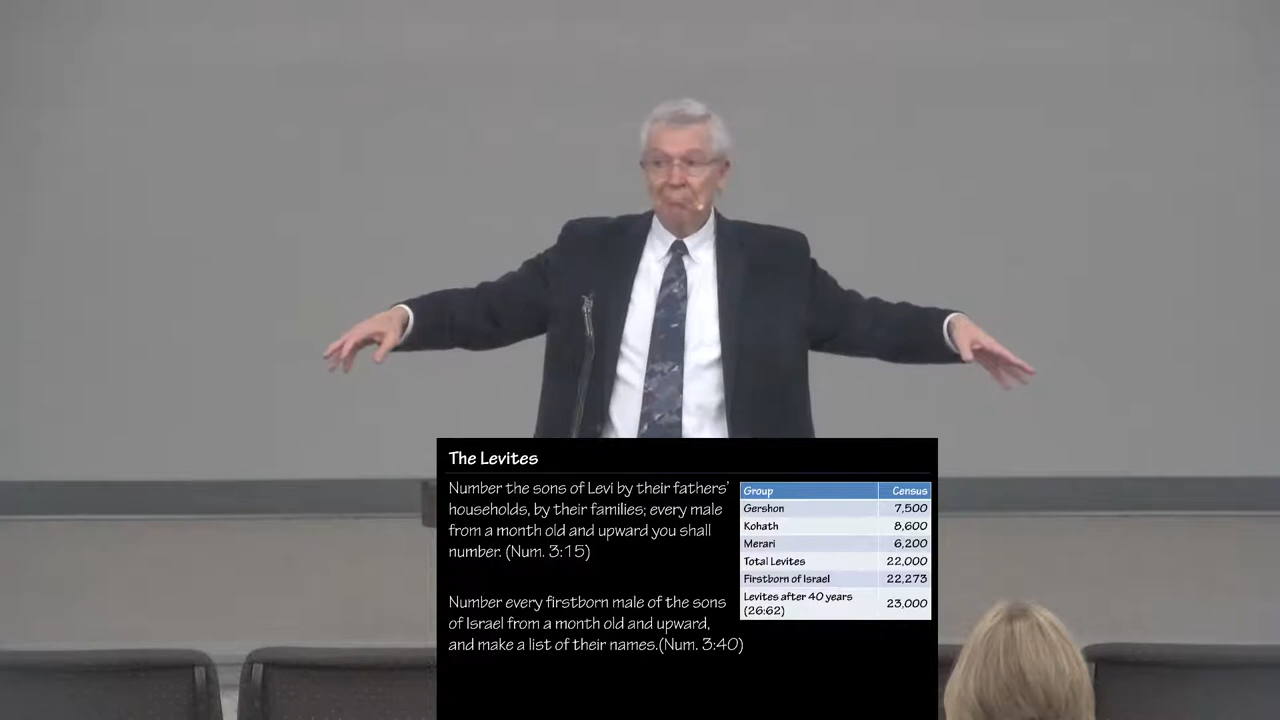 The Levites
Number the sons of Levi by their fathers'
households, by their families; every male
from a month old and upward you shall
number. (Num. 3:15)
Number every firstborn male of the sons
of Israel from a month old and upward,
and make a list of their names.(Num. 3:40)
Group Census
Gershon 7,500
Kohath 8,600
Merari 6,200
Total Levites 22,000
Firstborn of Israel 22,273
Levites after 40 years
(26:62) 23,000